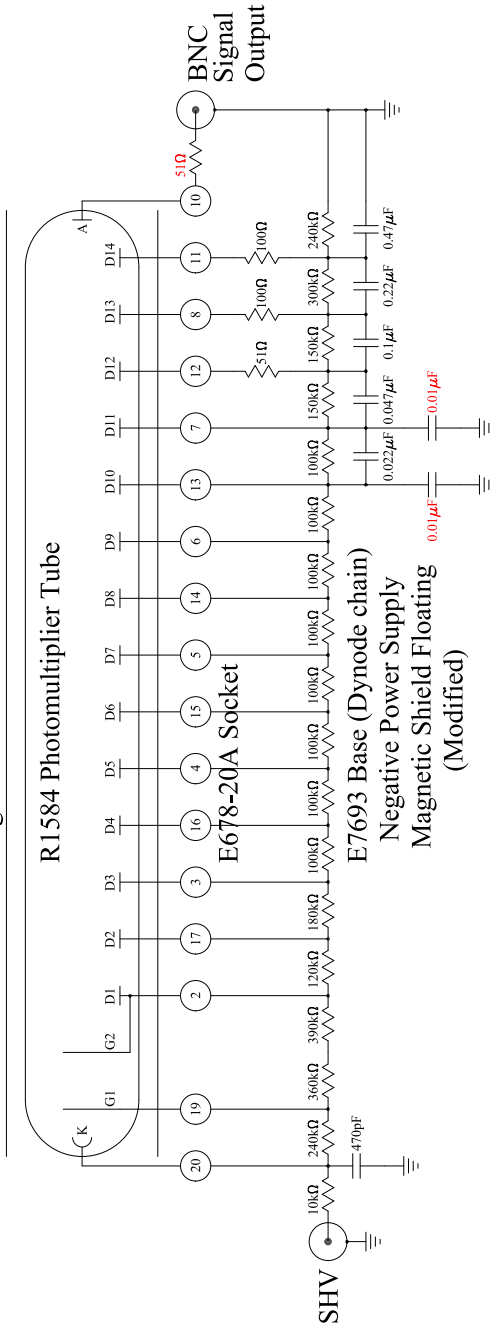 R1584 Photomultiplier Tube
K
G1
G2
D1
D2
D3
D4
D5
D6
D7
D8
D9
D10
D11
D12
D13
D14
A
20
19
2
17
3
16
4
15
5
14
6
13
7
12
8
11
10
51Ω
BNC
Signal
Output
E678-20A Socket
51Ω
100Ω
100Ω
SHV
10kΩ
240kΩ
360kΩ
390kΩ
120kΩ
180kΩ
100kΩ
100kΩ
100kΩ
100kΩ
100kΩ
100kΩ
100kΩ
100kΩ
150kΩ
150kΩ
300kΩ
240kΩ
470pF
0.022μF
0.047μF
0.1μF
0.22μF
0.47μF
0.01μF
0.01μF
E7693 Base (Dynode chain)
Negative Power Supply
Magnetic Shield Floating
(Modified)